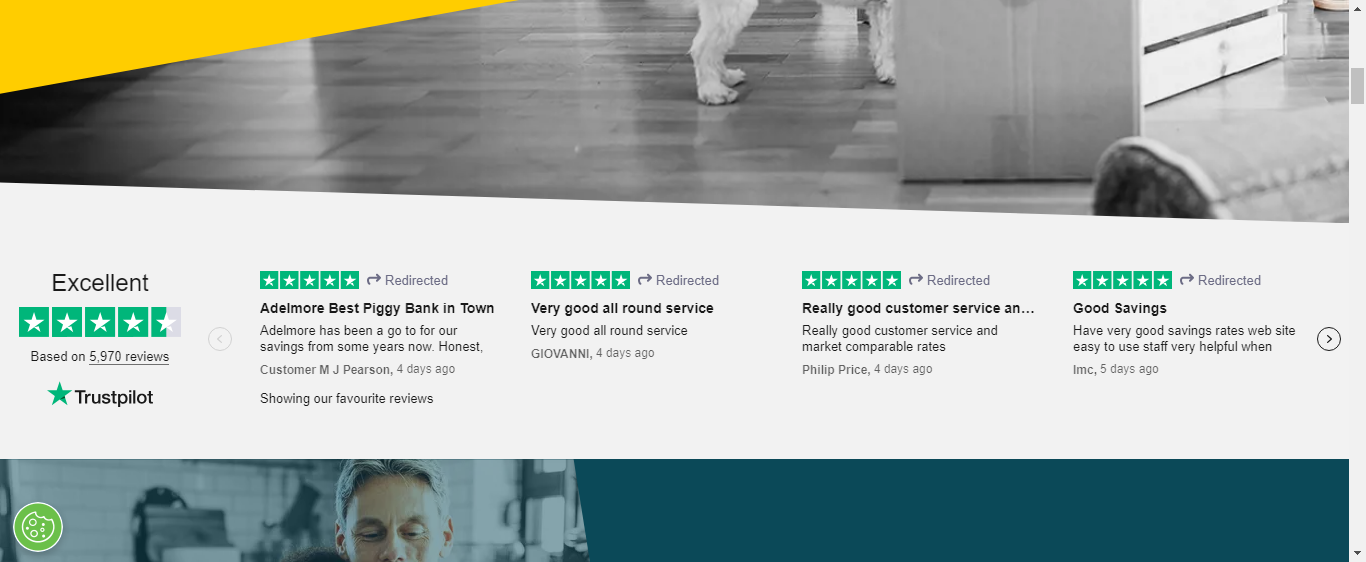 Excellent
Based on 5,970 reviews
Trustpilot
Redirected
Adelmore Best Piggy Bank in Town
Adelmore has been a go to for our
savings from some years now. Honest,
Customer M J Pearson, 4 days ago
Showing our favourite reviews
Redirected
Very good all round service
Very good all round service
GIOVANNI, 4 days ago
Redirected
Really good customer service an…
Really good customer service and
market comparable rates
Philip Price, 4 days ago
Redirected
Good Savings
Have very good savings rates web site
easy to use staff very helpful when
lmc, 5 days ago